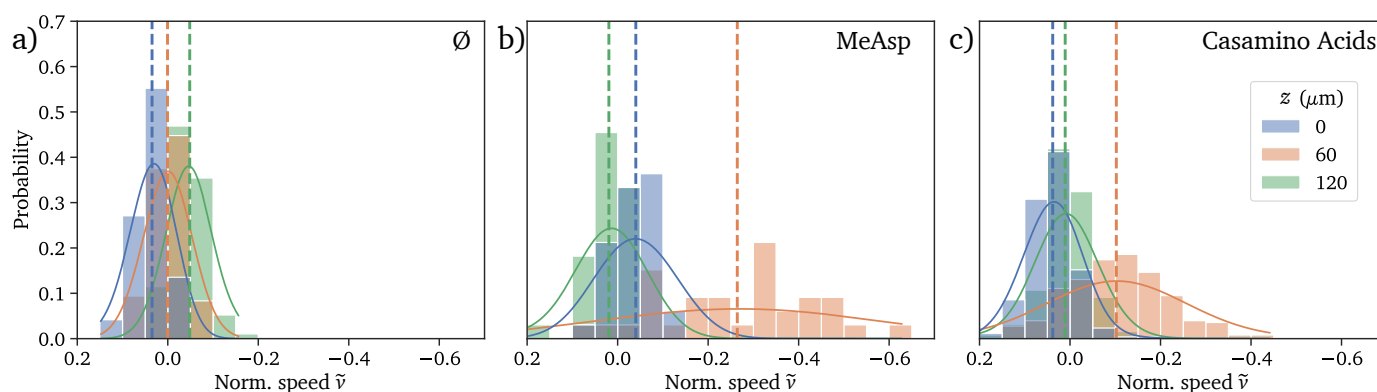 a)
Ø
b)
MeAsp
c)
Casamino Acids
Probability
0.7
0.6
0.5
0.4
0.3
0.2
0.1
0.0
z (μm)
0
60
120
0.2 0.0 −0.2 −0.4 −0.6
0.2 0.0 −0.2 −0.4 −0.6
0.2 0.0 −0.2 −0.4 −0.6
Norm. speed ṽ
Norm. speed ṽ
Norm. speed ṽ